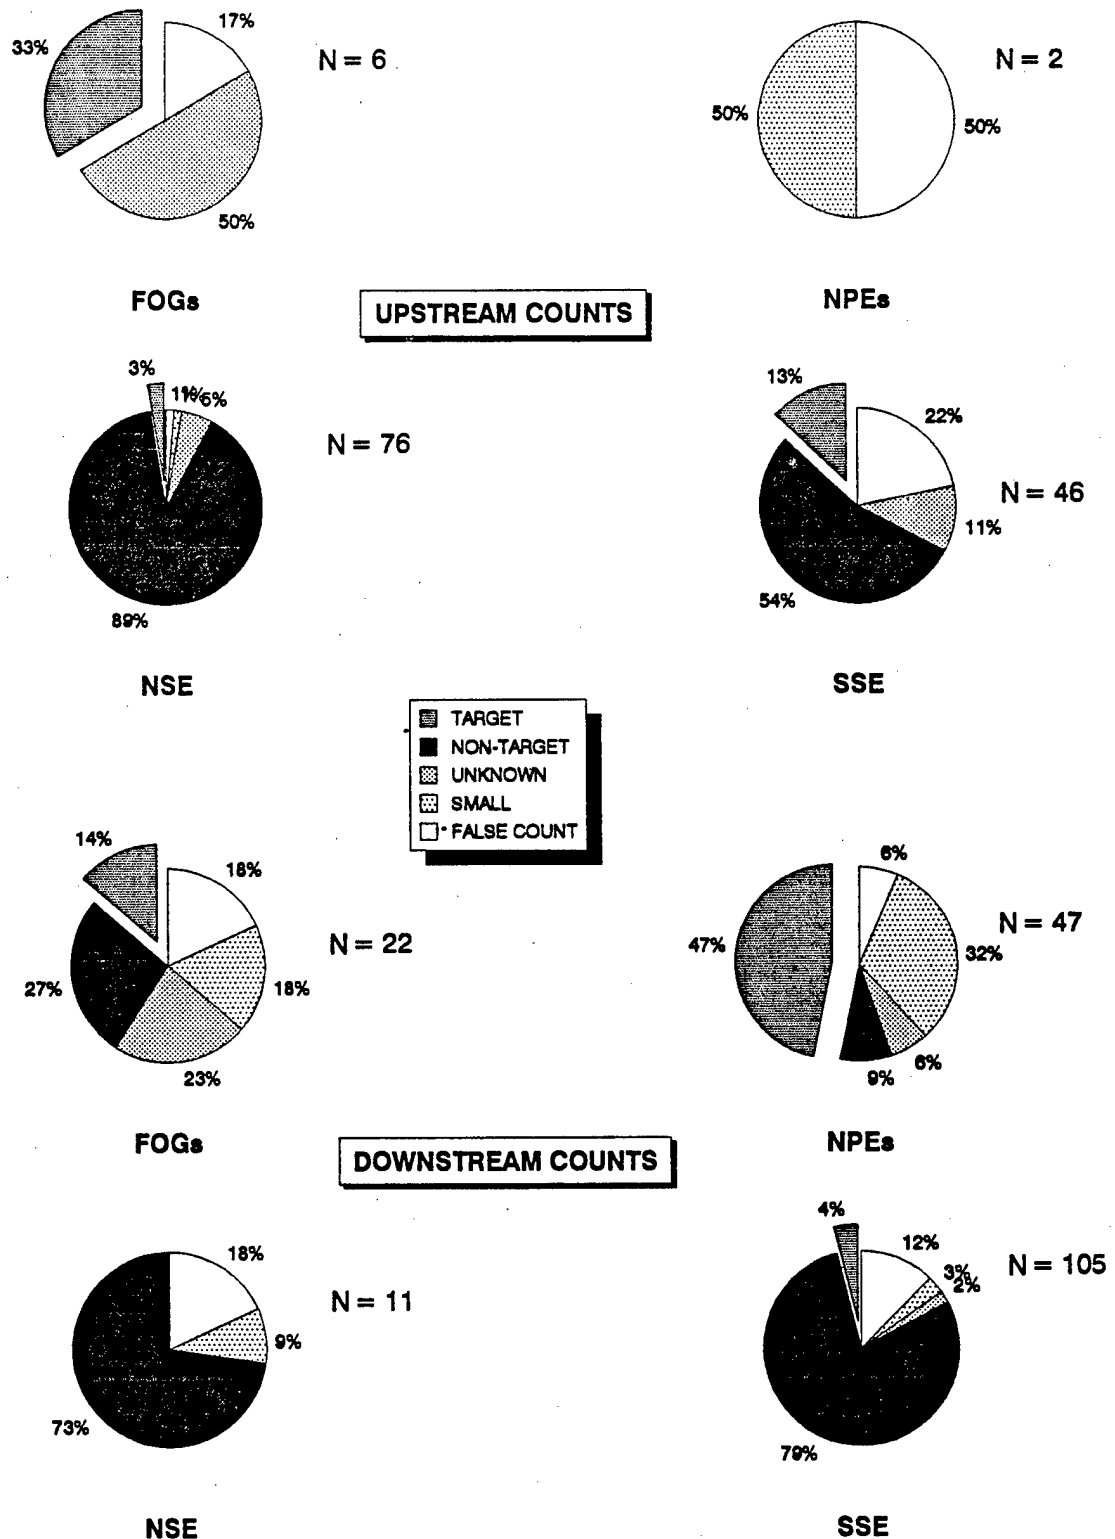 33%
17%
N = 6
50%
50%
50%
N = 2
FOGs
UPSTREAM COUNTS
NPEs
3%
1%
1%
5%
N = 76
89%
13%
22%
N = 46
11%
54%
NSE
SSE
TARGET
NON-TARGET
UNKNOWN
SMALL
FALSE COUNT
14%
18%
N = 22
27%
18%
23%
6%
N = 47
47%
32%
6%
9%
FOGs
DOWNSTREAM COUNTS
NPEs
18%
N = 11
9%
73%
4%
12%
3%
2%
N = 105
79%
NSE
SSE